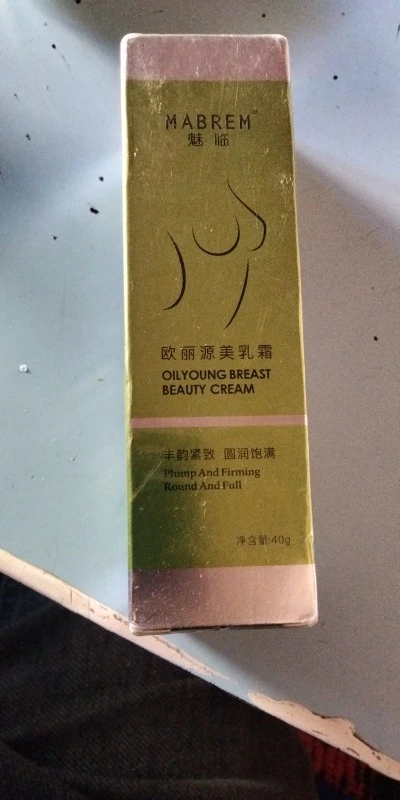 MABREM
魅临
欧丽源美乳霜
OILYOUNG BREAST
BEAUTY CREAM
丰韵紧致 圆润饱满
Plump And Firming
Round And Full
净含量:40g